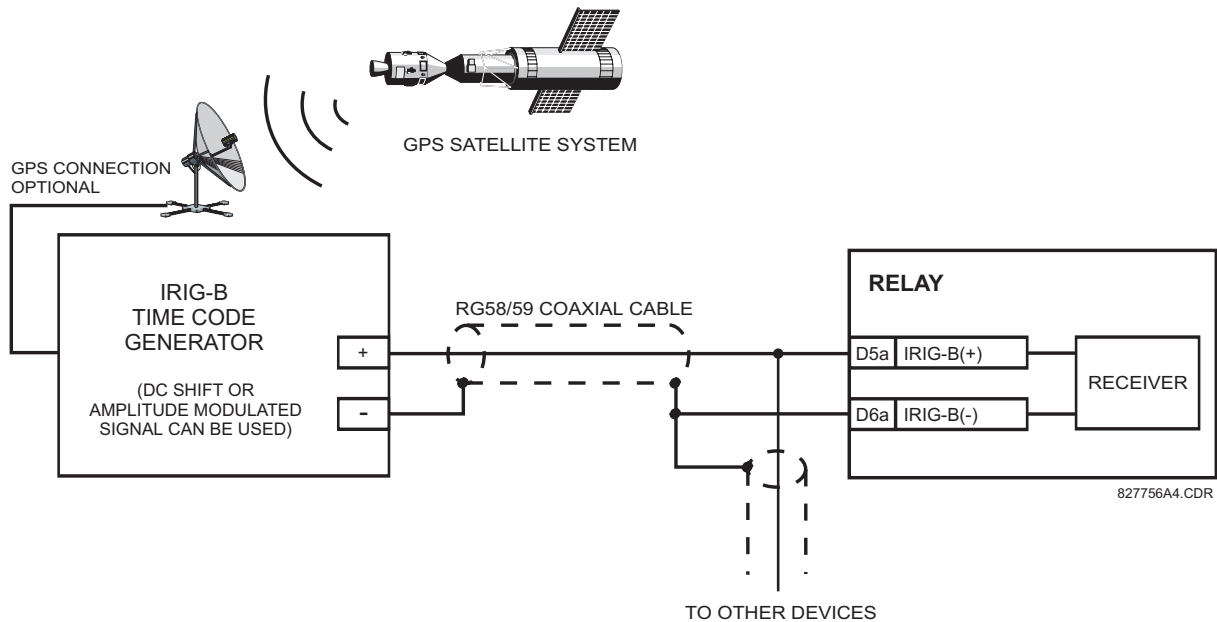 GPS SATELLITE SYSTEM
GPS CONNECTION
OPTIONAL
IRIG-B
TIME CODE
GENERATOR
(DC SHIFT OR
AMPLITUDE MODULATED
SIGNAL CAN BE USED)
+
-
RG58/59 COAXIAL CABLE
RELAY
D5a IRIG-B(+)
D6a IRIG-B(-)
RECEIVER
827756A4.CDR
TO OTHER DEVICES